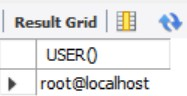 Result Grid
USER()
root@localhost